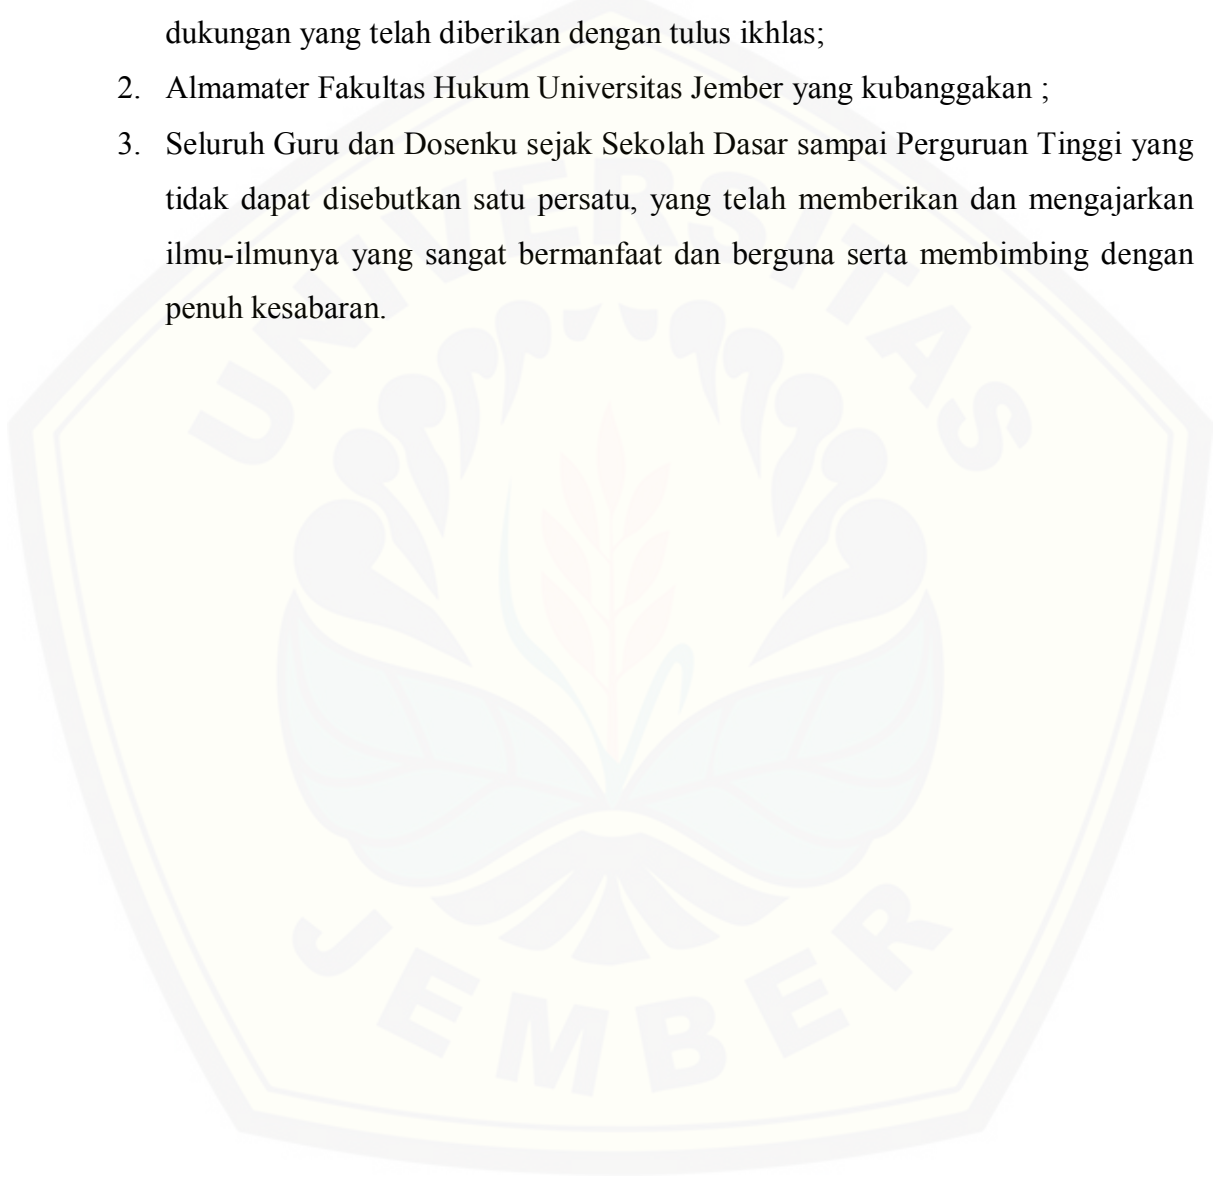 dukungan yang telah diberikan dengan tulus ikhlas;
2. Almamater Fakultas Hukum Universitas Jember yang kubanggakan ;
3. Seluruh Guru dan Dosenku sejak Sekolah Dasar sampai Perguruan Tinggi yang
tidak dapat disebutkan satu persatu, yang telah memberikan dan mengajarkan
ilmu-ilmunya yang sangat bermanfaat dan berguna serta membimbing dengan
penuh kesabaran.
UNIVERSITAS
JEMBER